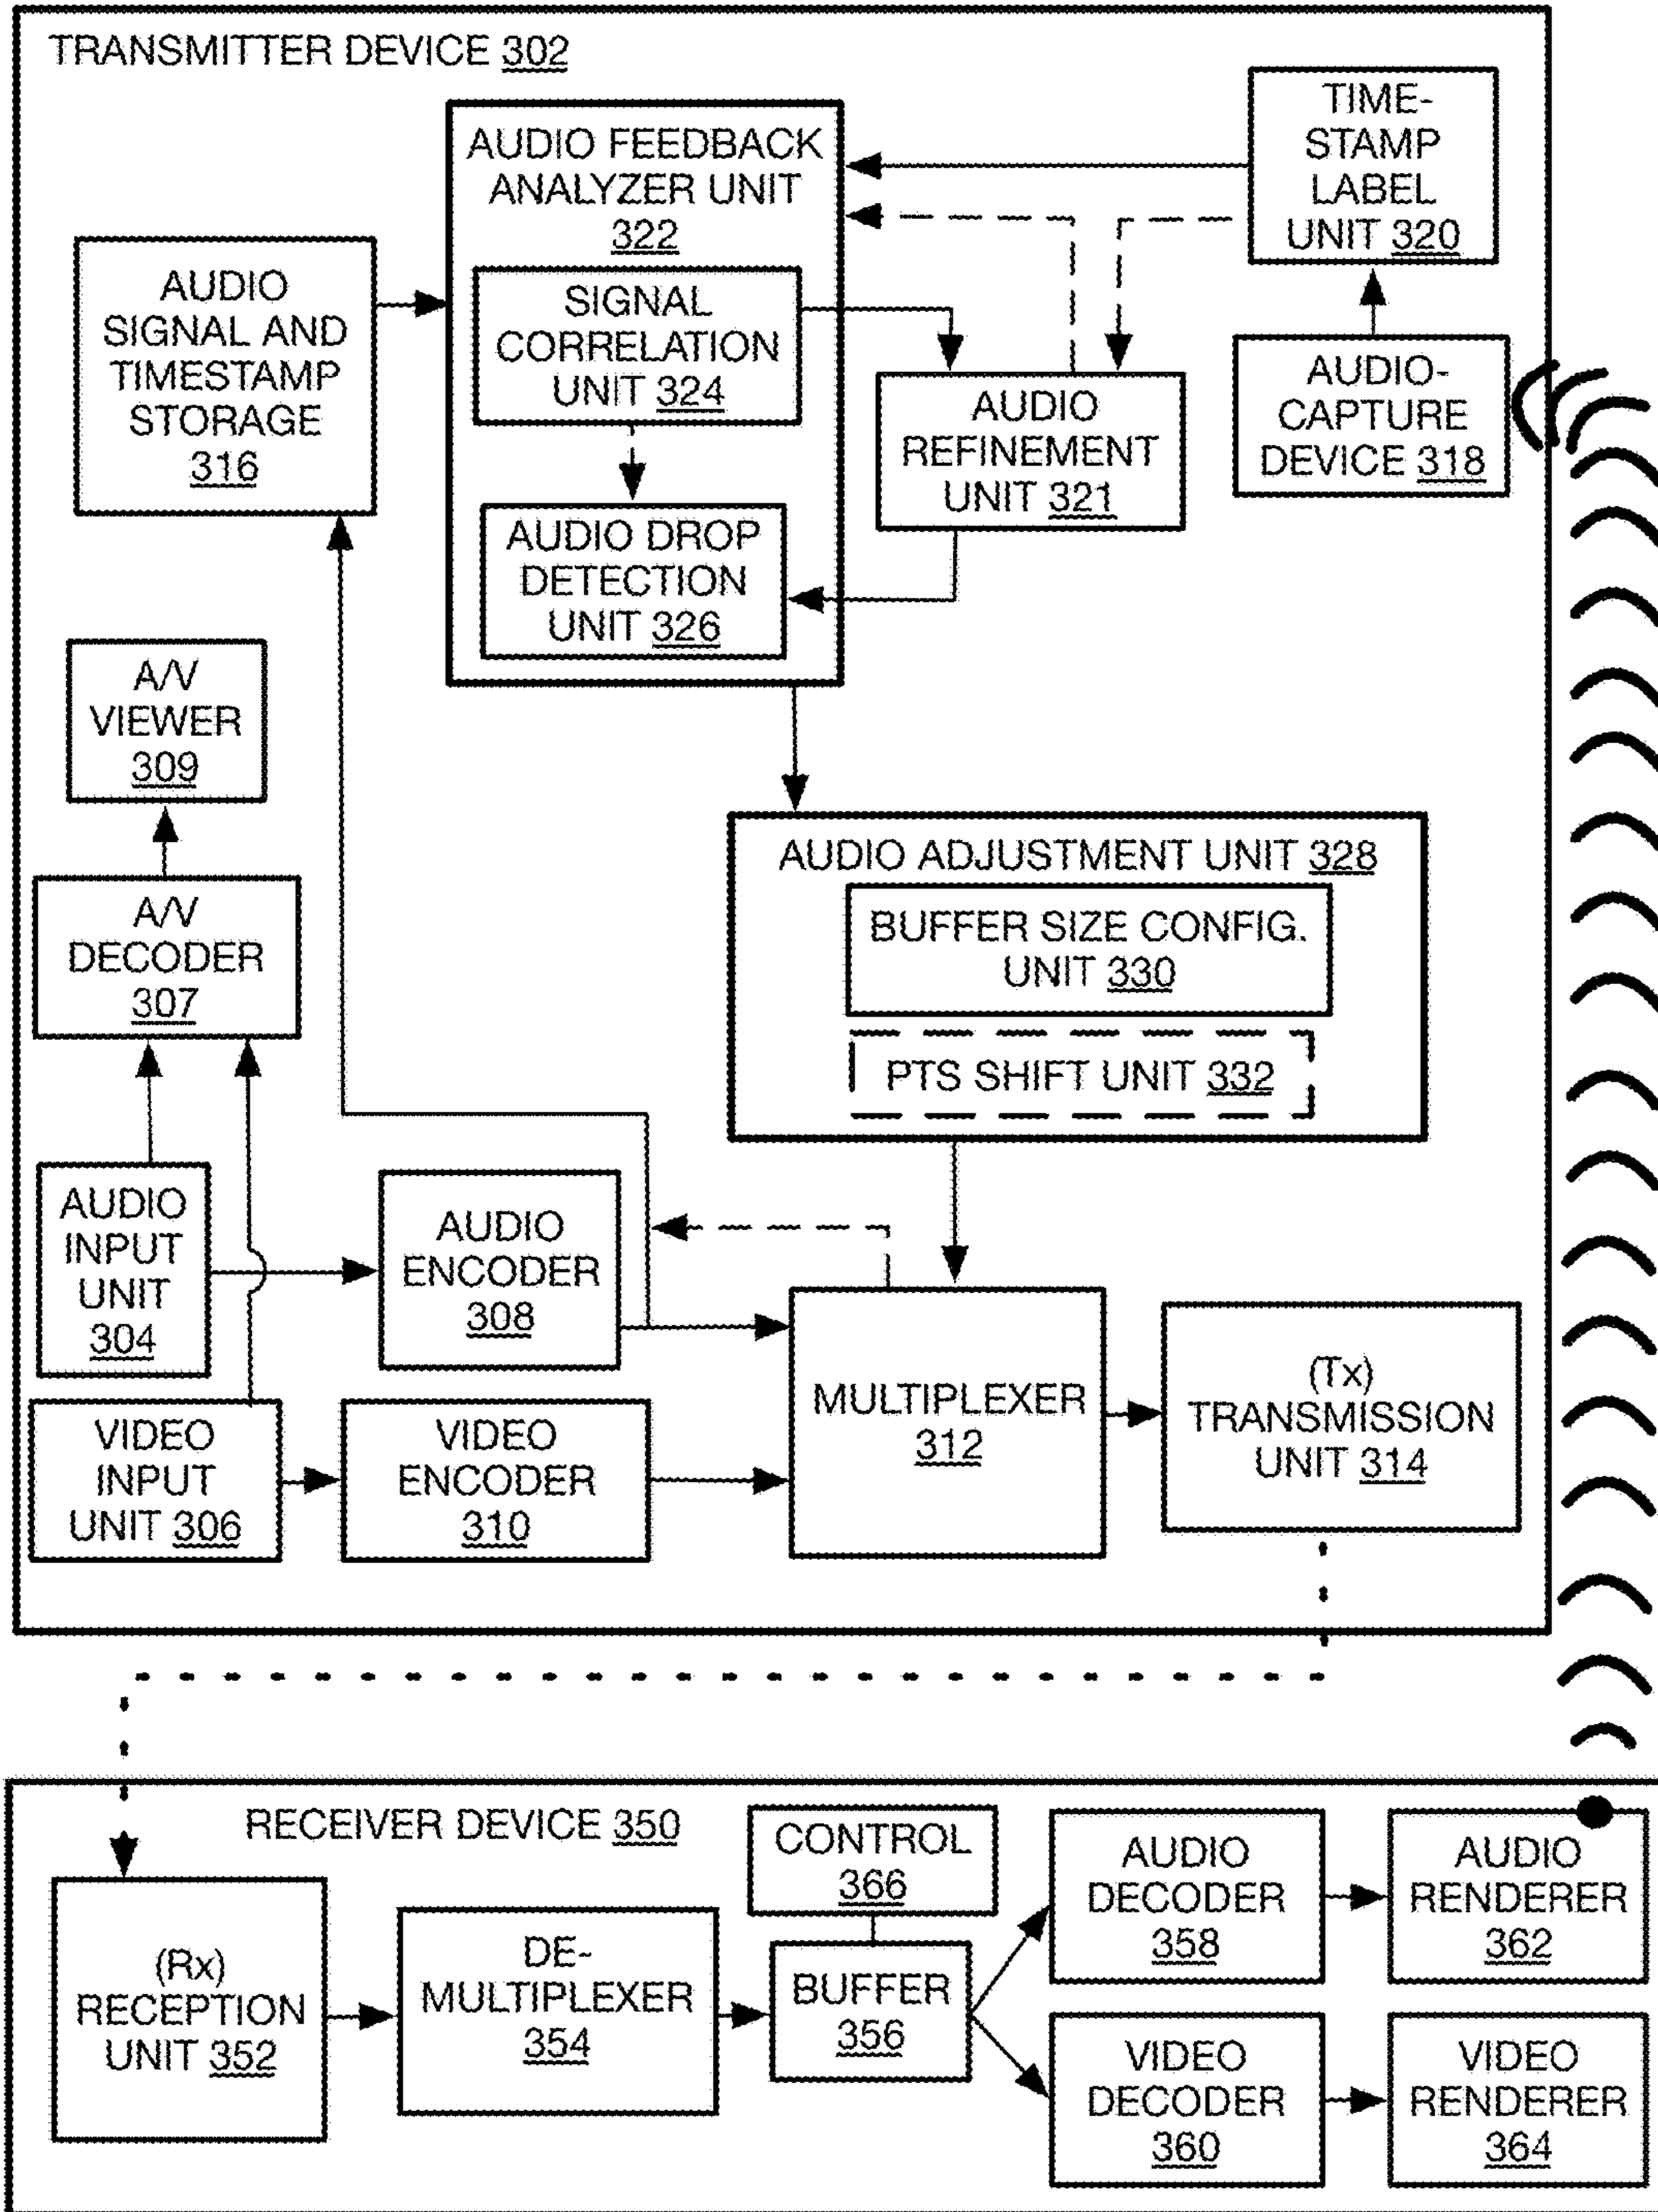 TRANSMITTER DEVICE 302
TIME-
STAMP
LABEL
UNIT 320
AUDIO FEEDBACK
ANALYZER UNIT
322
AUDIO
SIGNAL AND
TIMESTAMP
STORAGE
316
SIGNAL
CORRELATION
UNIT 324
AUDIO
REFINEMENT
UNIT 321
AUDIO-
CAPTURE
DEVICE 318
AUDIO DROP
DETECTION
UNIT 326
A/V
VIEWER
309
AUDIO ADJUSTMENT UNIT 328
BUFFER SIZE CONFIG.
UNIT 330
PTS SHIFT UNIT 332
A/V
DECODER
307
AUDIO
INPUT
UNIT
304
AUDIO
ENCODER
308
VIDEO
INPUT
UNIT 306
VIDEO
ENCODER
310
MULTIPLEXER
312
(Tx)
TRANSMISSION
UNIT 314
RECEIVER DEVICE 350
(Rx)
RECEPTION
UNIT 352
DE-
MULTIPLEXER
354
CONTROL
366
BUFFER
356
AUDIO
DECODER
358
AUDIO
RENDERER
362
VIDEO
DECODER
360
VIDEO
RENDERER
364